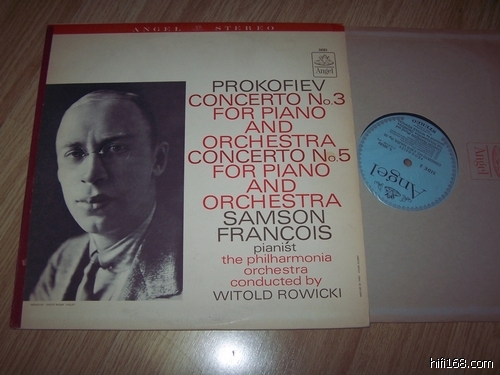 ANGEL STEREO
Angel
PROKOFIEV
CONCERTO No.3
FOR PIANO
AND
ORCHESTRA
CONCERTO No.5
FOR PIANO
AND
ORCHESTRA
SAMSON
FRANÇOIS
pianist
the philharmonia
orchestra
conducted by
WITOLD ROWICKI
Angel
Angel
STEREO
hifi168.com